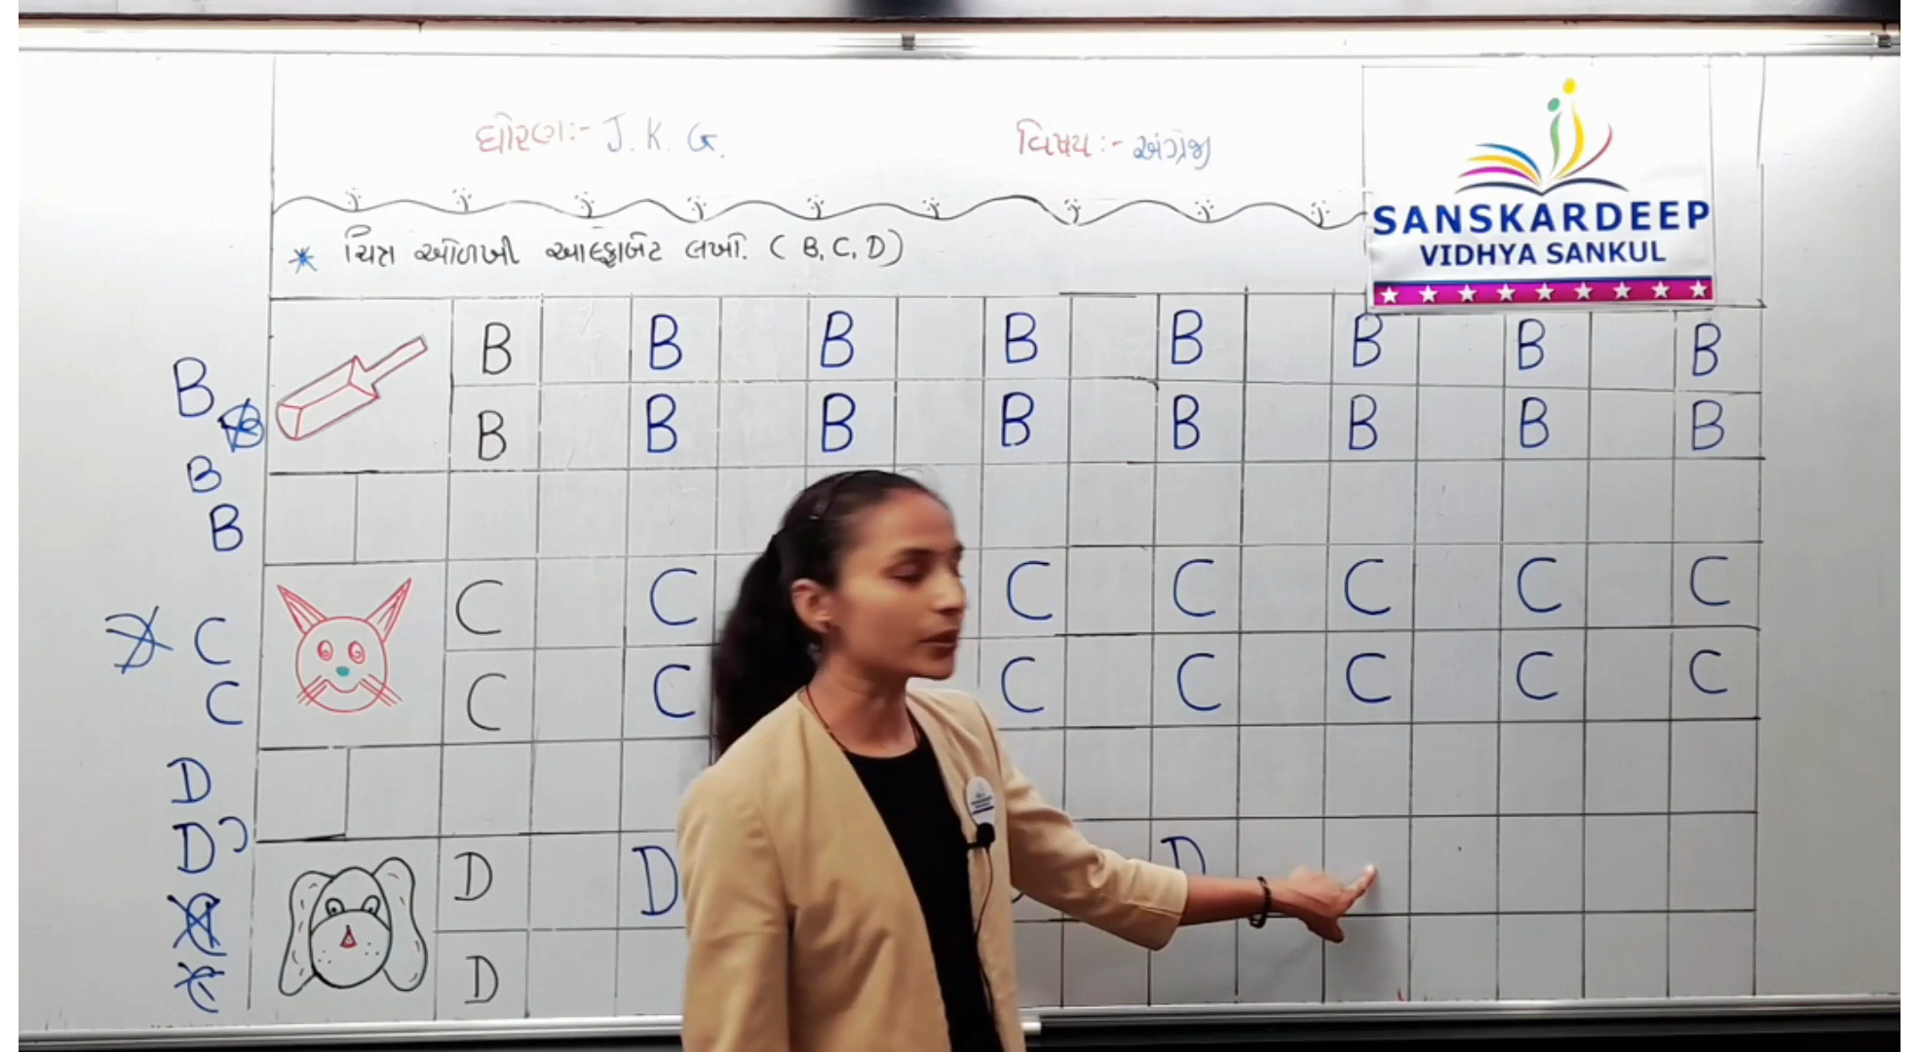 ધોરણ:- J. K. G.
વિષય:- અંગ્રેજી
SANSKARDEEP
VIDHYA SANKUL
* ચિત્ર ઓળખી આલ્ફાબેટ લખો. ( B, C, D )
B B B B B B B B
B
B B B B B B B B
B
B
C C C C C C C
C
C C C C C C C
C
D
D
D D D
D